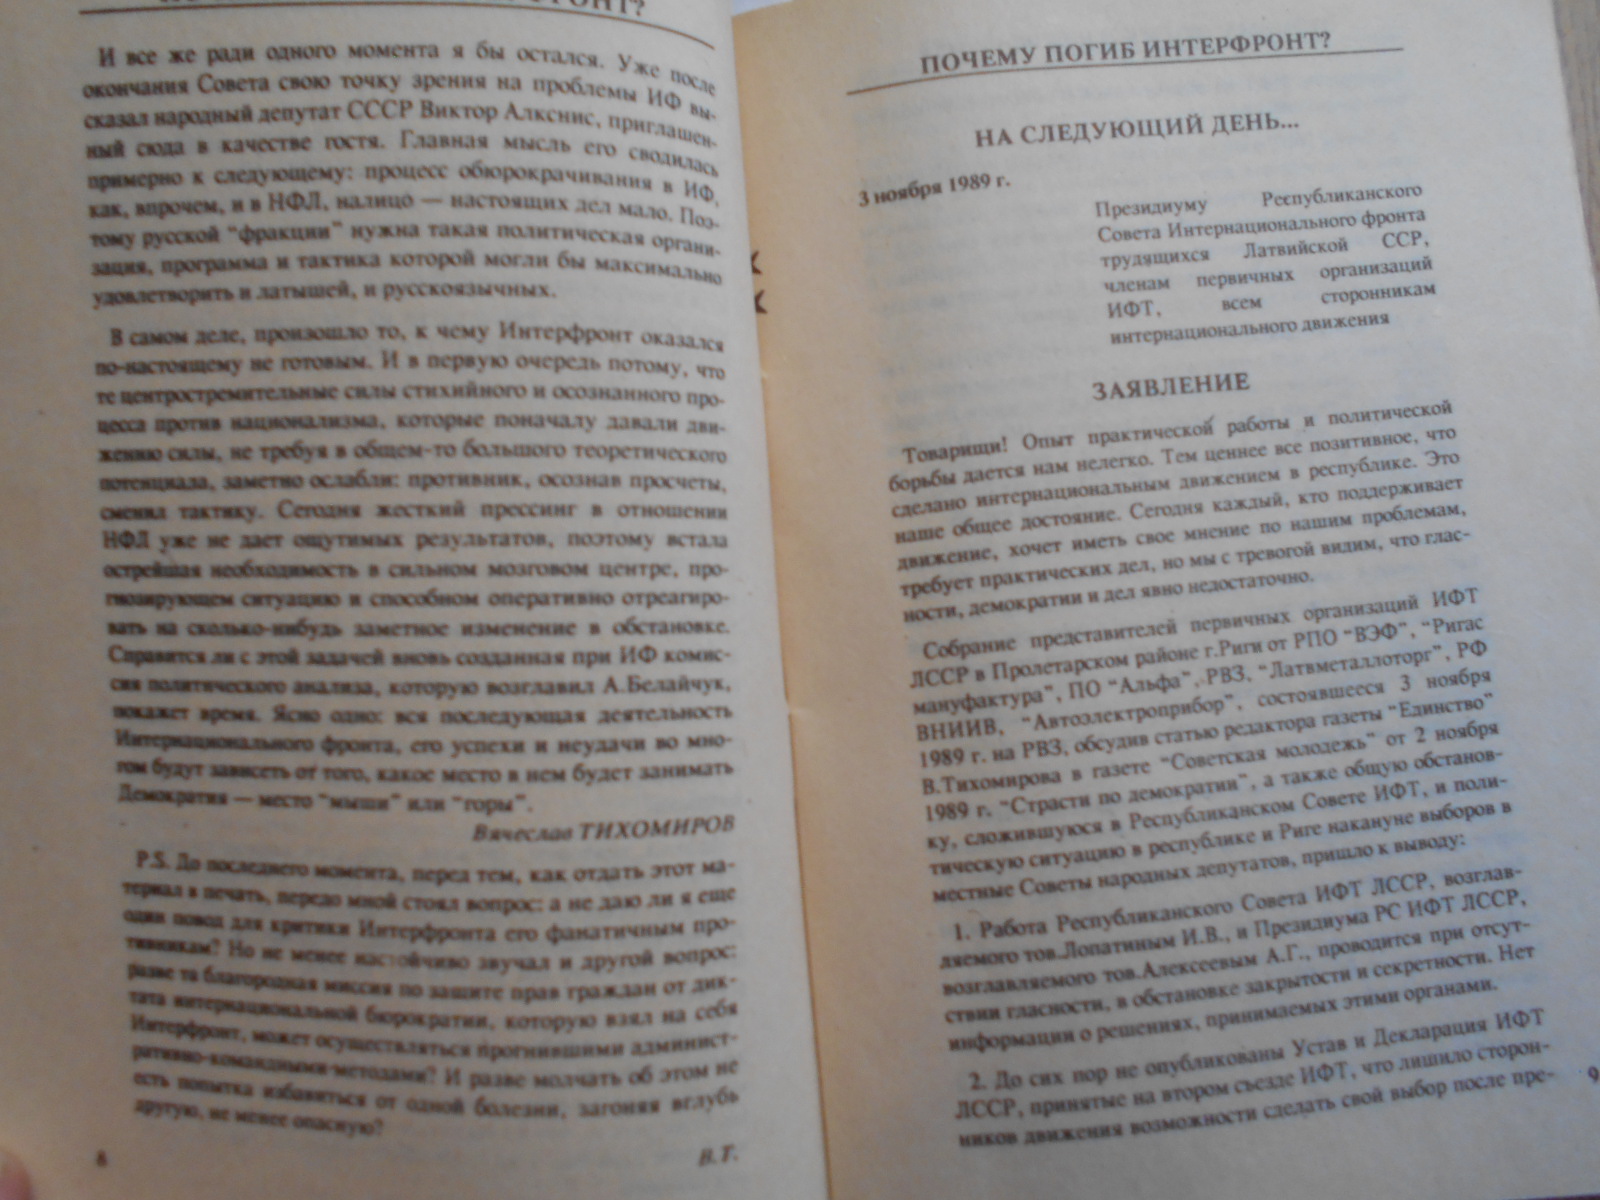 ПОЧЕМУ ПОГИБ ИНТЕРФРОНТ?
И все же ради одного момента я бы остался. Уже после
окончания Совета свою точку зрения на проблемы ИФ вы-
сказал народный депутат СССР Виктор Алкснис, приглашен-
ный сюда в качестве гостя. Главная мысль его сводилась
примерно к следующему: процесс обюрокрачивания в ИФ,
как, впрочем, и в НФЛ, налицо — настоящих дел мало. Поэ-
тому русской “фракции” нужна такая политическая органи-
зация, программа и тактика которой могли бы максимально
удовлетворить и латышей, и русскоязычных.
В самом деле, произошло то, к чему Интерфронт оказался
по-настоящему не готовым. И в первую очередь потому, что
те центростремительные силы стихийного и осознанного про-
цесса против национализма, которые поначалу давали дви-
жению силы, не требуя в общем-то большого теоретического
потенциала, заметно ослабли: противник, осознав просчеты,
сменил тактику. Сегодня жесткий прессинг в отношении
НФЛ уже не дает ощутимых результатов, поэтому встала
острейшая необходимость в сильном мозговом центре, про-
гнозирующем ситуацию и способном оперативно отреагиро-
вать на сколько-нибудь заметное изменение в обстановке.
Справится ли с этой задачей вновь созданная при ИФ комис-
сия политического анализа, которую возглавил А.Белайчук,
покажет время. Ясно одно: вся последующая деятельность
Интернационального фронта, его успехи и неудачи во мно-
гом будут зависеть от того, какое место в нем будет занимать
Демократия — место “мыши” или “горы”.
Вячеслав ТИХОМИРОВ
P.S. До последнего момента, перед тем, как отдать этот ма-
териал в печать, передо мной стоял вопрос: а не даю ли я еще
один повод для критики Интерфронта его фанатичным про-
тивникам? Но не менее настойчиво звучал и другой вопрос:
разве та благородная миссия по защите прав граждан от дик-
тата интернациональной бюрократии, которую взял на себя
Интерфронт, может осуществляться прогнившими админист-
ративно-командными методами? И разве молчать об этом не
есть попытка избавиться от одной болезни, загоняя вглубь
другую, не менее опасную?
В.Т.
8
ПОЧЕМУ ПОГИБ ИНТЕРФРОНТ?
НА СЛЕДУЮЩИЙ ДЕНЬ...
3 ноября 1989 г.
Президиуму Республиканского
Совета Интернационального фронта
трудящихся Латвийской ССР,
членам первичных организаций
ИФТ, всем сторонникам
интернационального движения
ЗАЯВЛЕНИЕ
Товарищи! Опыт практической работы и политической
борьбы дается нам нелегко. Тем ценнее все позитивное, что
сделано интернациональным движением в республике. Это
наше общее достояние. Сегодня каждый, кто поддерживает
движение, хочет иметь свое мнение по нашим проблемам,
требует практических дел, но мы с тревогой видим, что глас-
ности, демократии и дел явно недостаточно.
Собрание представителей первичных организаций ИФТ
ЛССР в Пролетарском районе г.Риги от РПО “ВЭФ”, “Ригас
мануфактура”, ПО “Альфа”, РВЗ, “Латвметаллоторг”, РФ
ВНИИВ, “Автоэлектроприбор”, состоявшееся 3 ноября
1989 г. на РВЗ, обсудив статью редактора газеты “Единство”
В.Тихомирова в газете “Советская молодежь” от 2 ноября
1989 г. “Страсти по демократии”, а также общую обстанов-
ку, сложившуюся в Республиканском Совете ИФТ, и поли-
тическую ситуацию в республике и Риге накануне выборов в
местные Советы народных депутатов, пришло к выводу:
1. Работа Республиканского Совета ИФТ ЛССР, возглав-
ляемого тов.Лопатиным И.В., и Президиума РС ИФТ ЛССР,
возглавляемого тов.Алексеевым А.Г., проводится при отсут-
ствии гласности, в обстановке закрытости и секретности. Нет
информации о решениях, принимаемых этими органами.
2. До сих пор не опубликованы Устав и Декларация ИФТ
ЛССР, принятые на втором съезде ИФТ, что лишило сторон-
ников движения возможности сделать свой выбор после пре-
9